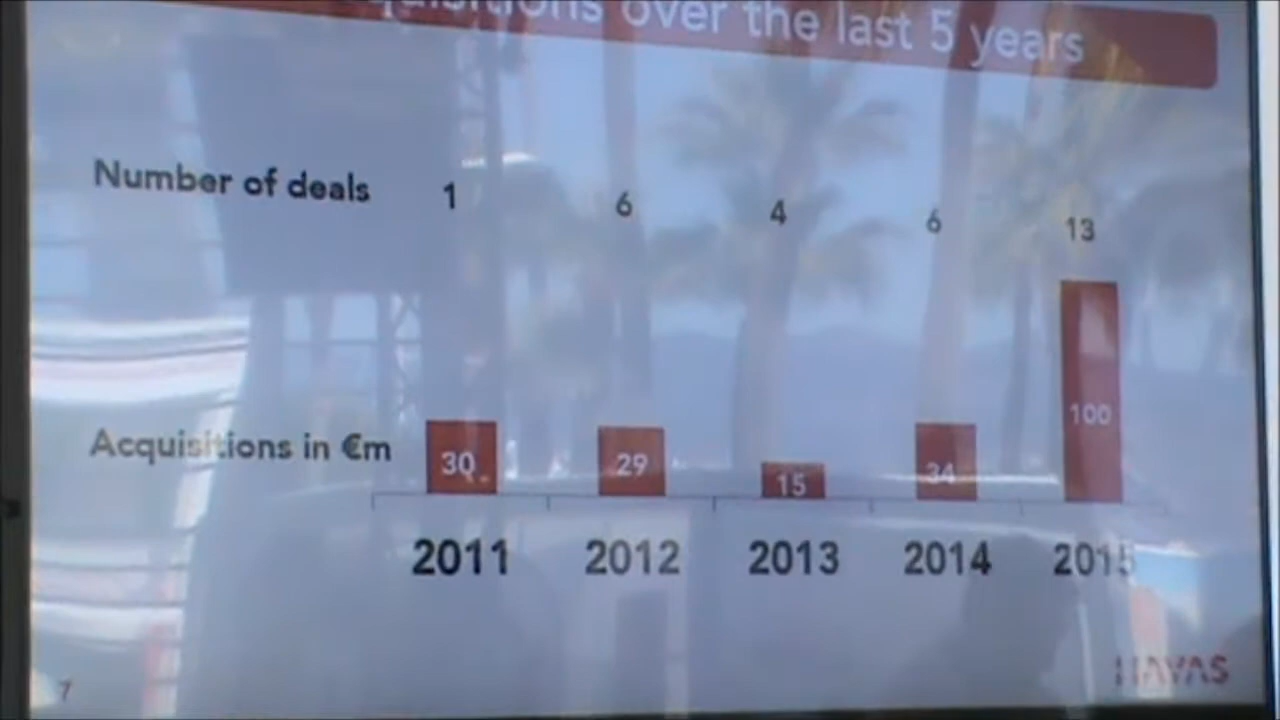 over the last 5 years
Number of deals 1 6 4 6 13
Acquisitions in €m 30 29 15 34 100
2011 2012 2013 2014 2015
7 HAVAS